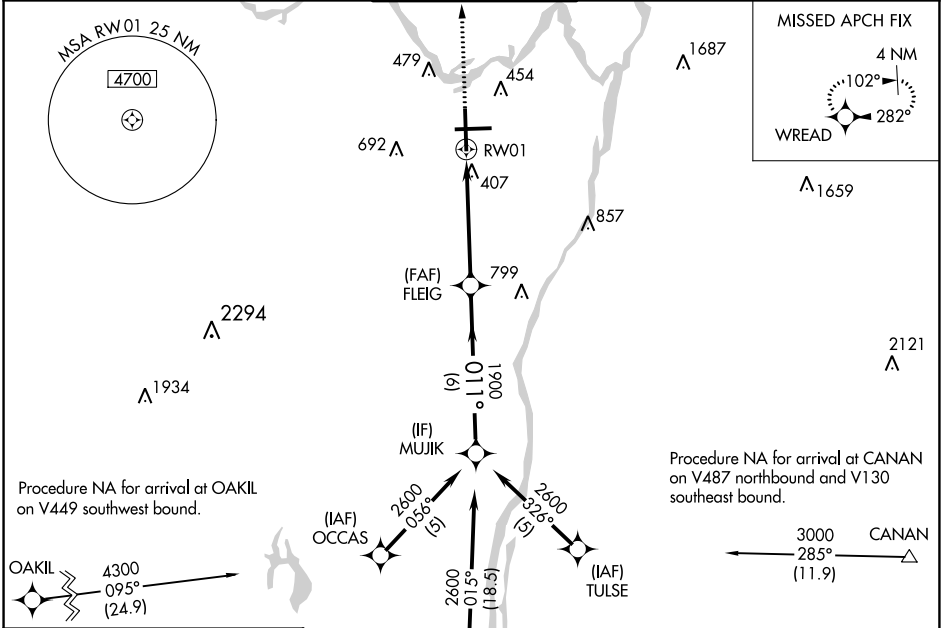 MSA RW01 25 NM
4700
479
454
1687
MISSED APCH FIX
4 NM
102°
282°
WREAD
692
RW01
407
1659
857
(FAF)
FLEIG
799
2294
2121
1934
1900
011°
(9)
(IF)
MUJIK
Procedure NA for arrival at OAKIL
on V449 southwest bound.
Procedure NA for arrival at CANAN
on V487 northbound and V130
southeast bound.
(IAF)
OCCAS
2600
056°
(5)
2600
326°
(5)
(IAF)
TULSE
2600
015°
(18.5)
OAKIL
4300
095°
(24.9)
3000
285°
(11.9)
CANAN